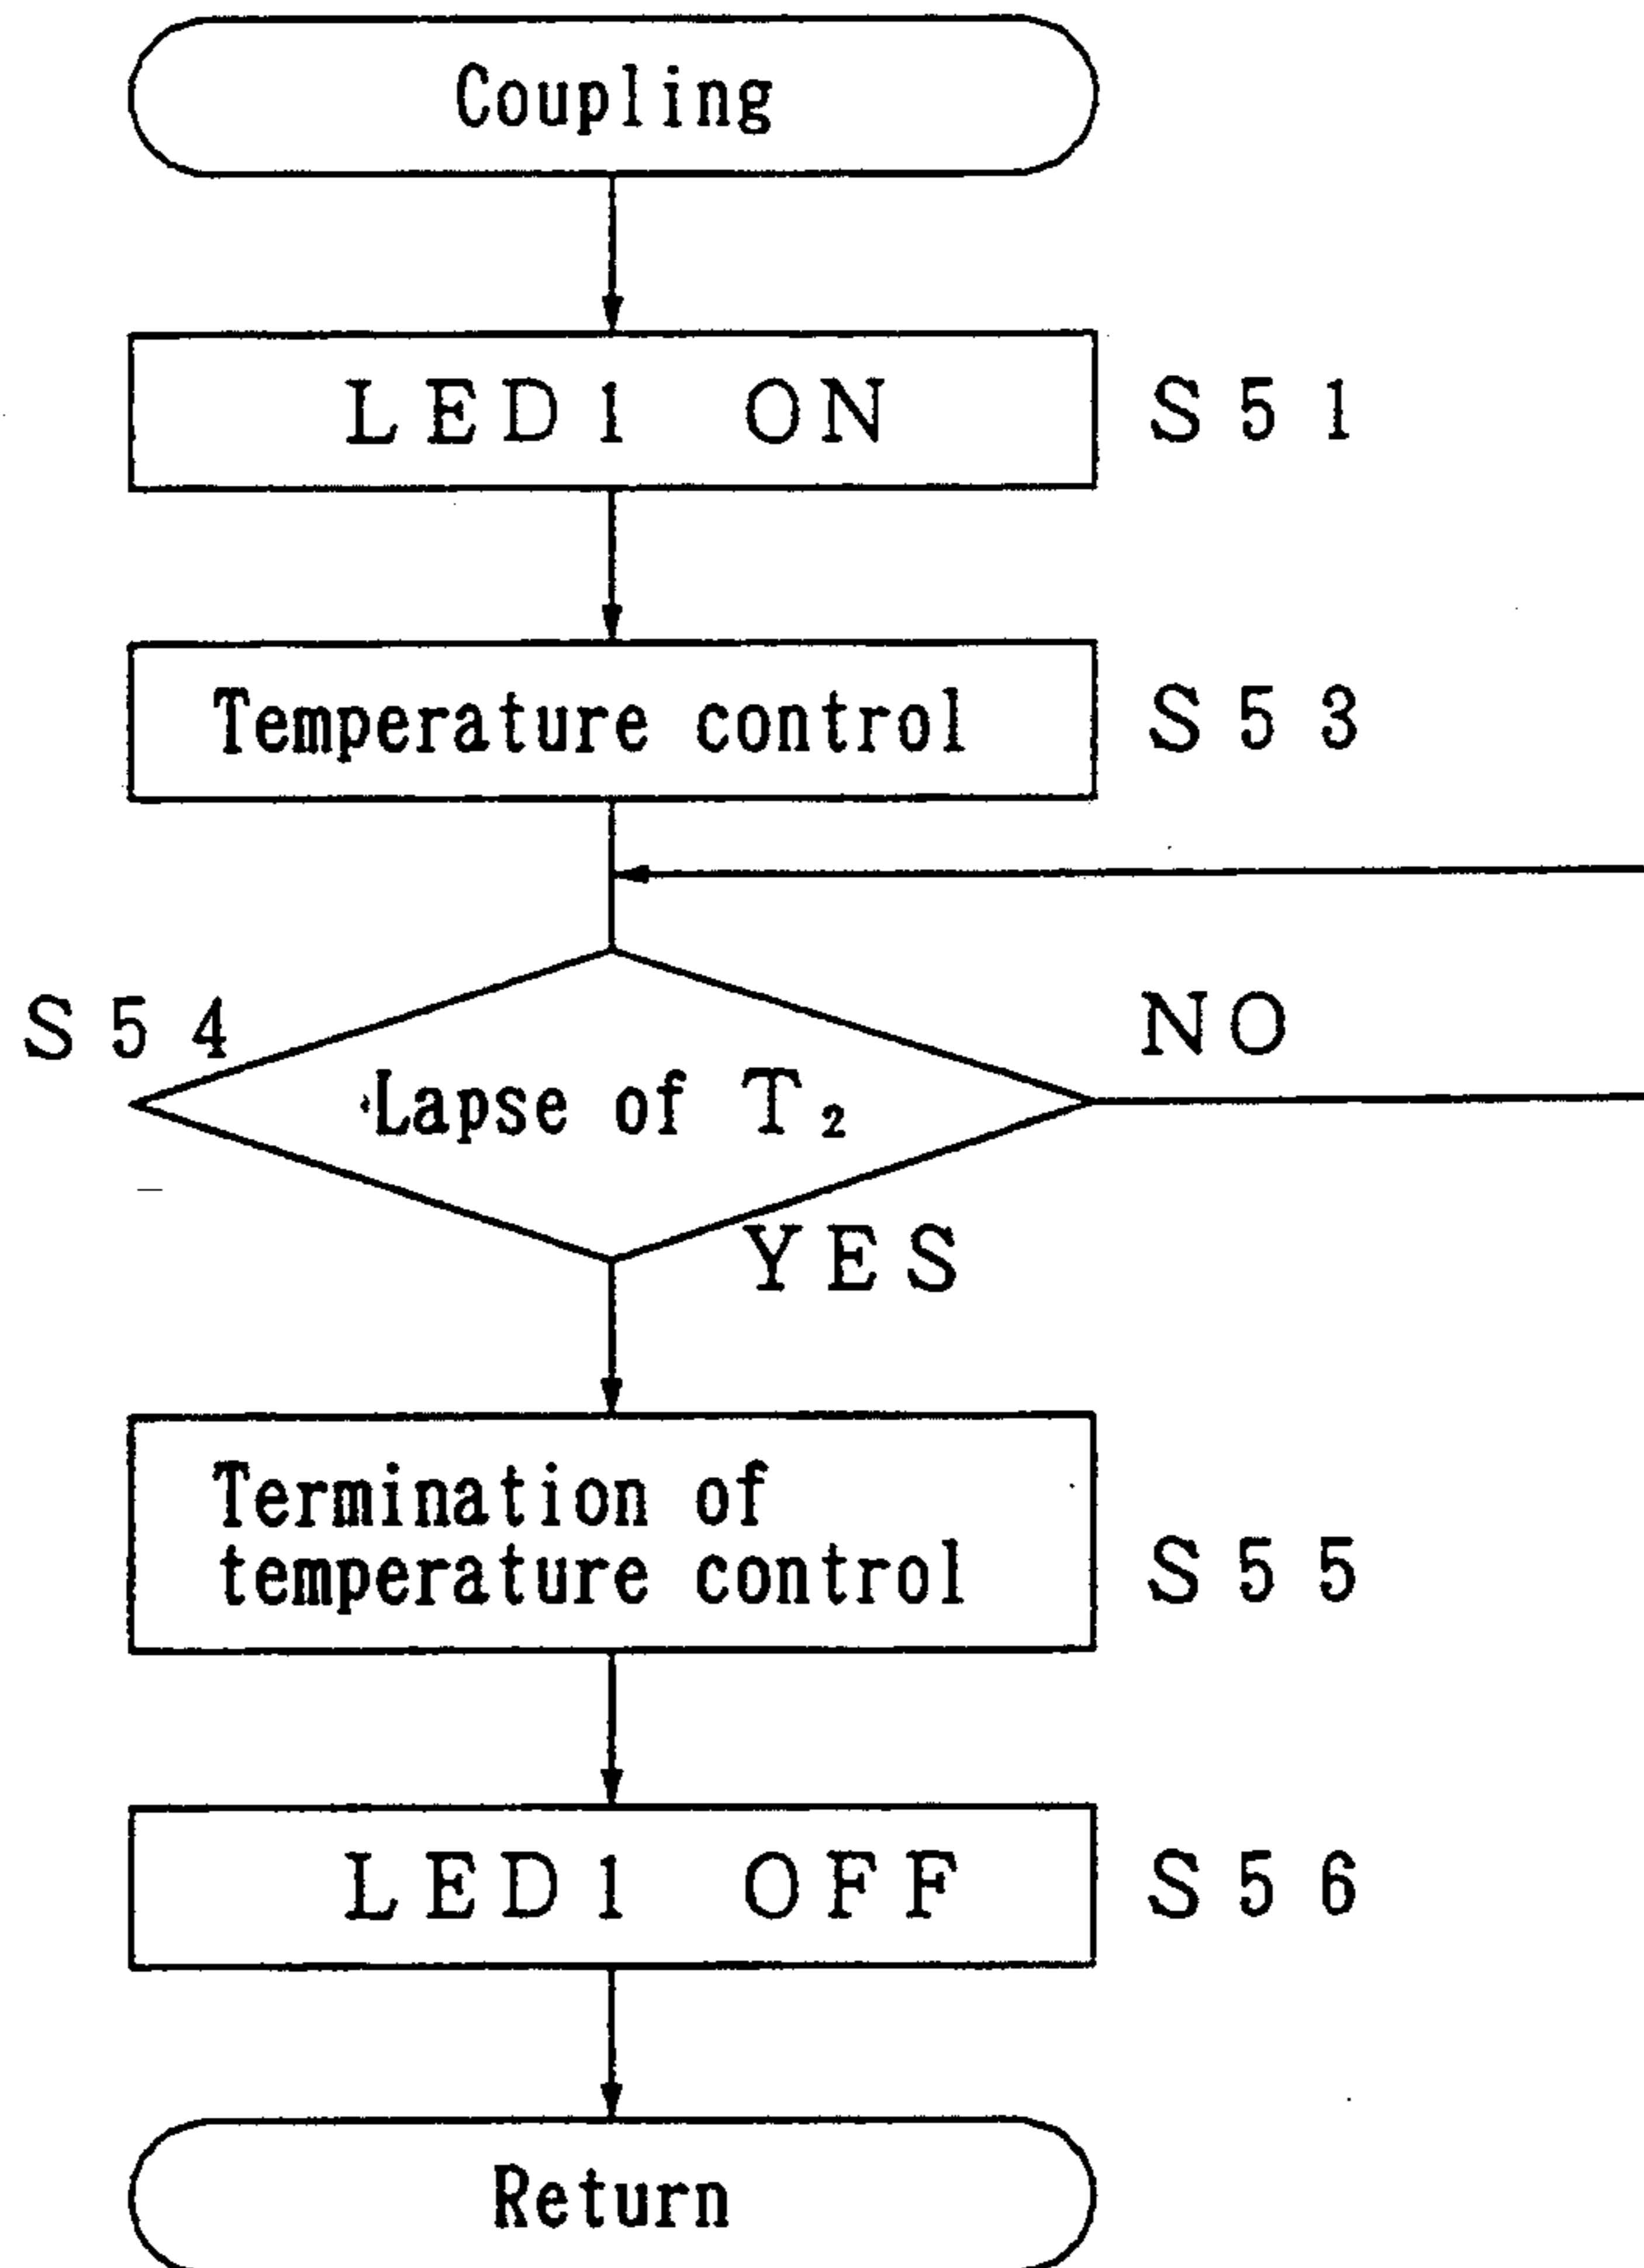 Coupling
LED1 ON S51
Temperature control S53
S54 NO
Lapse of T₂
YES
Termination of
temperature control S55
LED1 OFF S56
Return